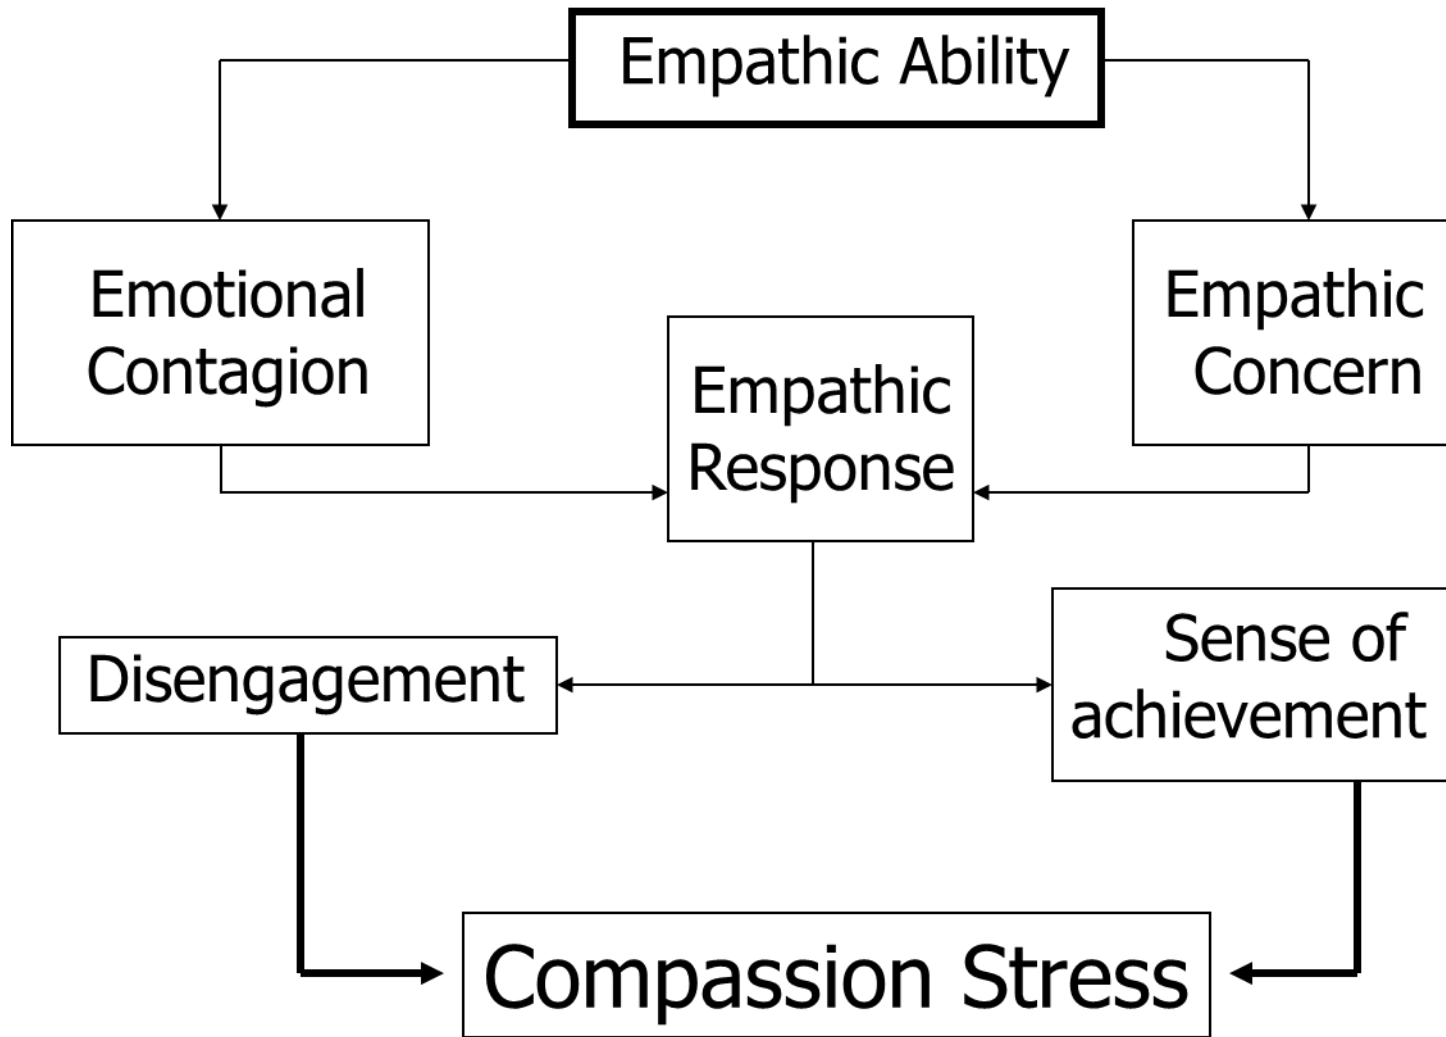 Empathic Ability
Emotional
Contagion
Empathic
Response
Empathic
Concern
Disengagement
Sense of
achievement
Compassion Stress